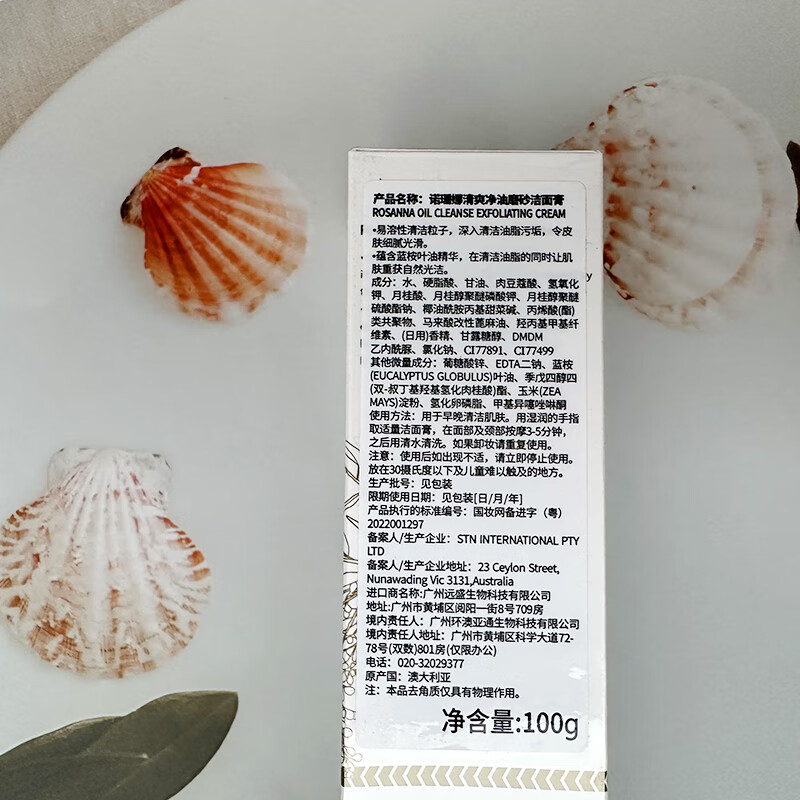 产品名称：诺珊娜清爽净油磨砂洁面膏
ROSANNA OIL CLEANSE EXFOLIATING CREAM
•易溶性清洁粒子，深入清洁油脂污垢，令皮
肤细腻光滑。
•蕴含蓝桉叶油精华，在清洁油脂的同时让肌
肤重获自然光洁。
成分：水、硬脂酸、甘油、肉豆蔻酸、氢氧化
钾、月桂酸、月桂醇聚醚磷酸钾、月桂醇聚醚
硫酸酯钠、椰油酰胺丙基甜菜碱、丙烯酸(酯)
类共聚物、马来酸改性蓖麻油、羟丙基甲基纤
维素、(日用)香精、甘露糖醇、DMDM
乙内酰脲、氯化钠、CI77891、CI77499
其他微量成分：葡糖酸锌、EDTA二钠、蓝桉
(EUCALYPTUS GLOBULUS)叶油、季戊四醇四
(双-叔丁基羟基氢化肉桂酸)酯、玉米(ZEA
MAYS)淀粉、氢化卵磷脂、甲基异噻唑啉酮
使用方法：用于早晚清洁肌肤。用湿润的手指
取适量洁面膏，在面部及颈部按摩3-5分钟，
之后用清水清洗。如果卸妆请重复使用。
注意：使用后如出现不适，请立即停止使用。
放在30摄氏度以下及儿童难以触及的地方。
生产批号：见包装
限期使用日期：见包装[日/月/年]
产品执行的标准编号：国妆网备进字（粤）
2022001297
备案人/生产企业：STN INTERNATIONAL PTY
LTD
备案人/生产企业地址：23 Ceylon Street,
Nunawading Vic 3131,Australia
进口商名称:广州远盛生物科技有限公司
地址:广州市黄埔区阅阳一街8号709房
境内责任人：广州环澳亚通生物科技有限公司
境内责任人地址：广州市黄埔区科学大道72-
78号(双数)801房(仅限办公)
电话：020-32029377
原产国：澳大利亚
注：本品去角质仅具有物理作用。
净含量:100g